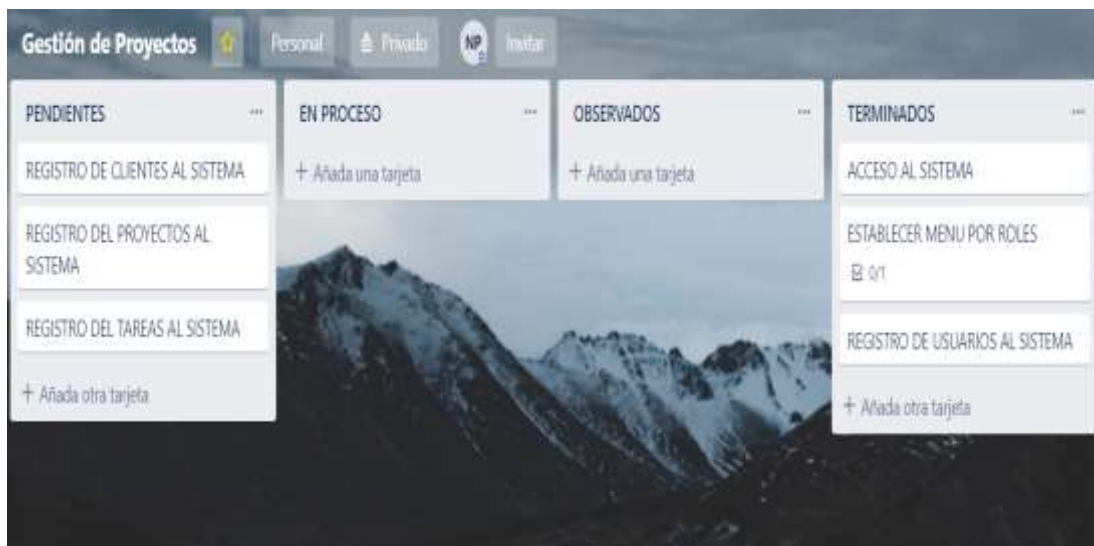 Gestión de Proyectos
Personal
Privado
NP
Invitar
PENDIENTES
REGISTRO DE CLIENTES AL SISTEMA
REGISTRO DEL PROYECTOS AL
SISTEMA
REGISTRO DEL TAREAS AL SISTEMA
+ Añada otra tarjeta
EN PROCESO
+ Añada una tarjeta
OBSERVADOS
+ Añada una tarjeta
TERMINADOS
ACCESO AL SISTEMA
ESTABLECER MENU POR ROLES
0/1
REGISTRO DE USUARIOS AL SISTEMA
+ Añada otra tarjeta